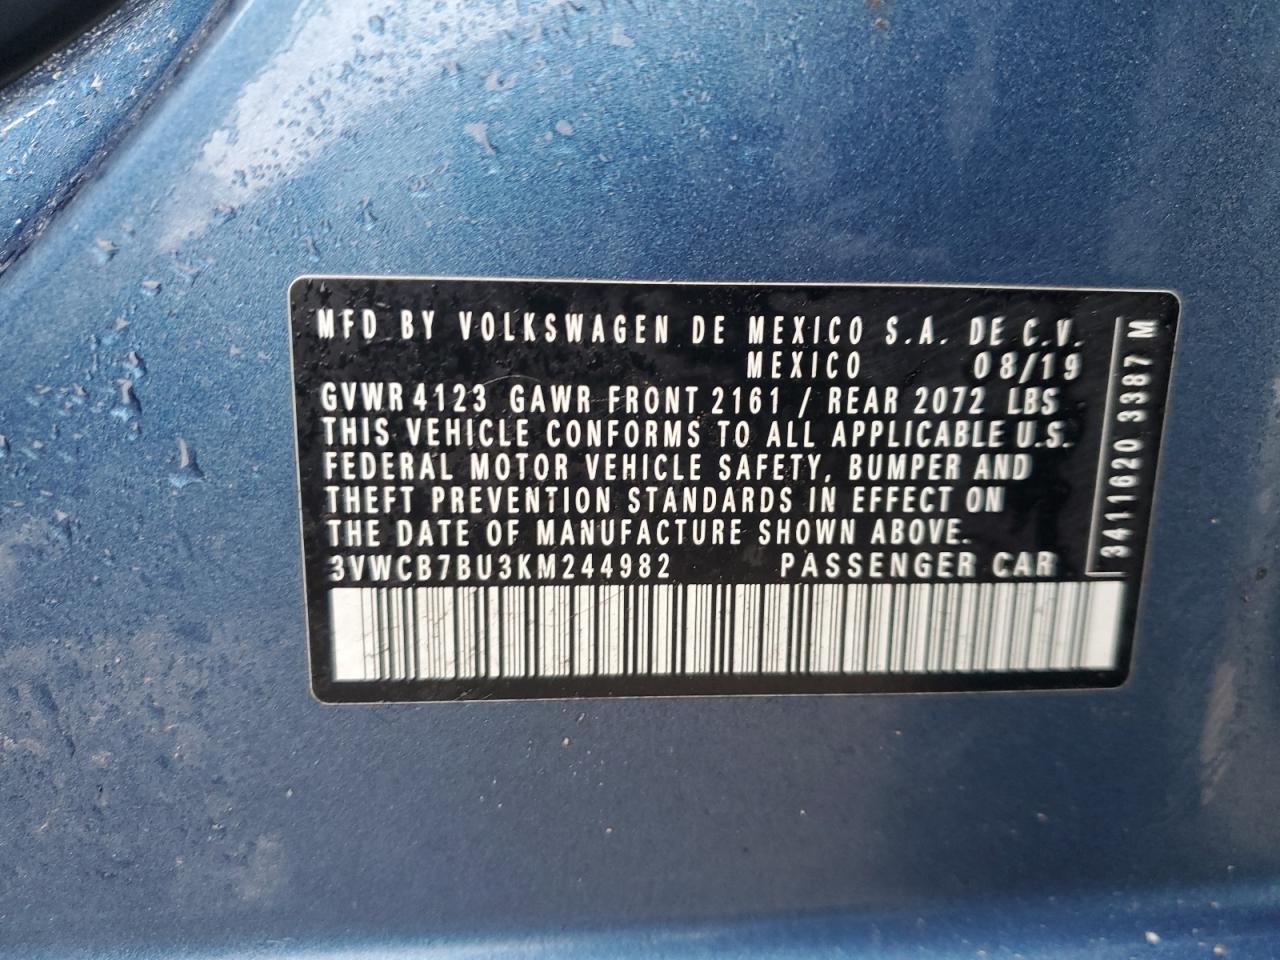 MFD BY VOLKSWAGEN DE MEXICO S.A. DE C.V.
MEXICO 08/19
GVWR 4123 GAWR FRONT 2161 / REAR 2072 LBS
THIS VEHICLE CONFORMS TO ALL APPLICABLE U.S.
FEDERAL MOTOR VEHICLE SAFETY, BUMPER AND
THEFT PREVENTION STANDARDS IN EFFECT ON
THE DATE OF MANUFACTURE SHOWN ABOVE.
3VWCB7BU3KM244982 PASSENGER CAR
3411620 3387 M